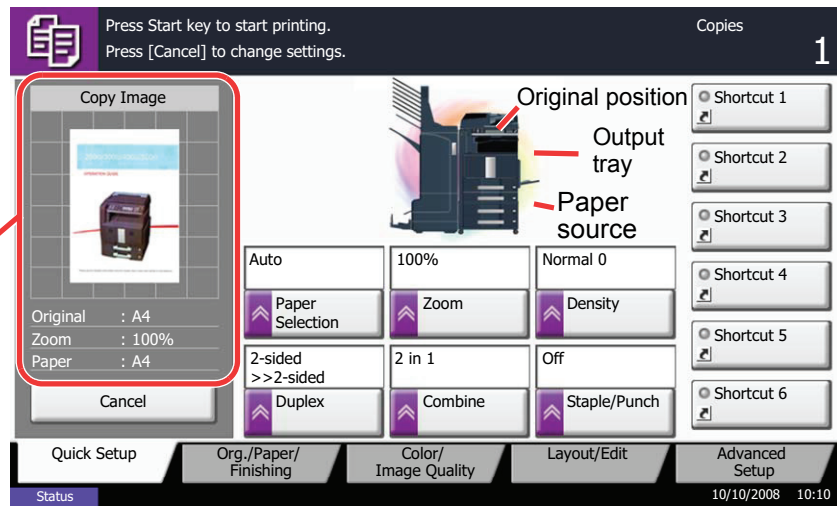 Press Start key to start printing.
Press [Cancel] to change settings.
Copies
1
Copy Image
OPERATION GUIDE
Original : A4
Zoom : 100%
Paper : A4
Cancel
Original position
Output
tray
Paper
source
Auto
Paper
Selection
100%
Zoom
Normal 0
Density
2-sided
>>2-sided
Duplex
2 in 1
Combine
Off
Staple/Punch
Shortcut 1
Shortcut 2
Shortcut 3
Shortcut 4
Shortcut 5
Shortcut 6
Quick Setup
Org./Paper/
Finishing
Color/
Image Quality
Layout/Edit
Advanced
Setup
Status
10/10/2008 10:10